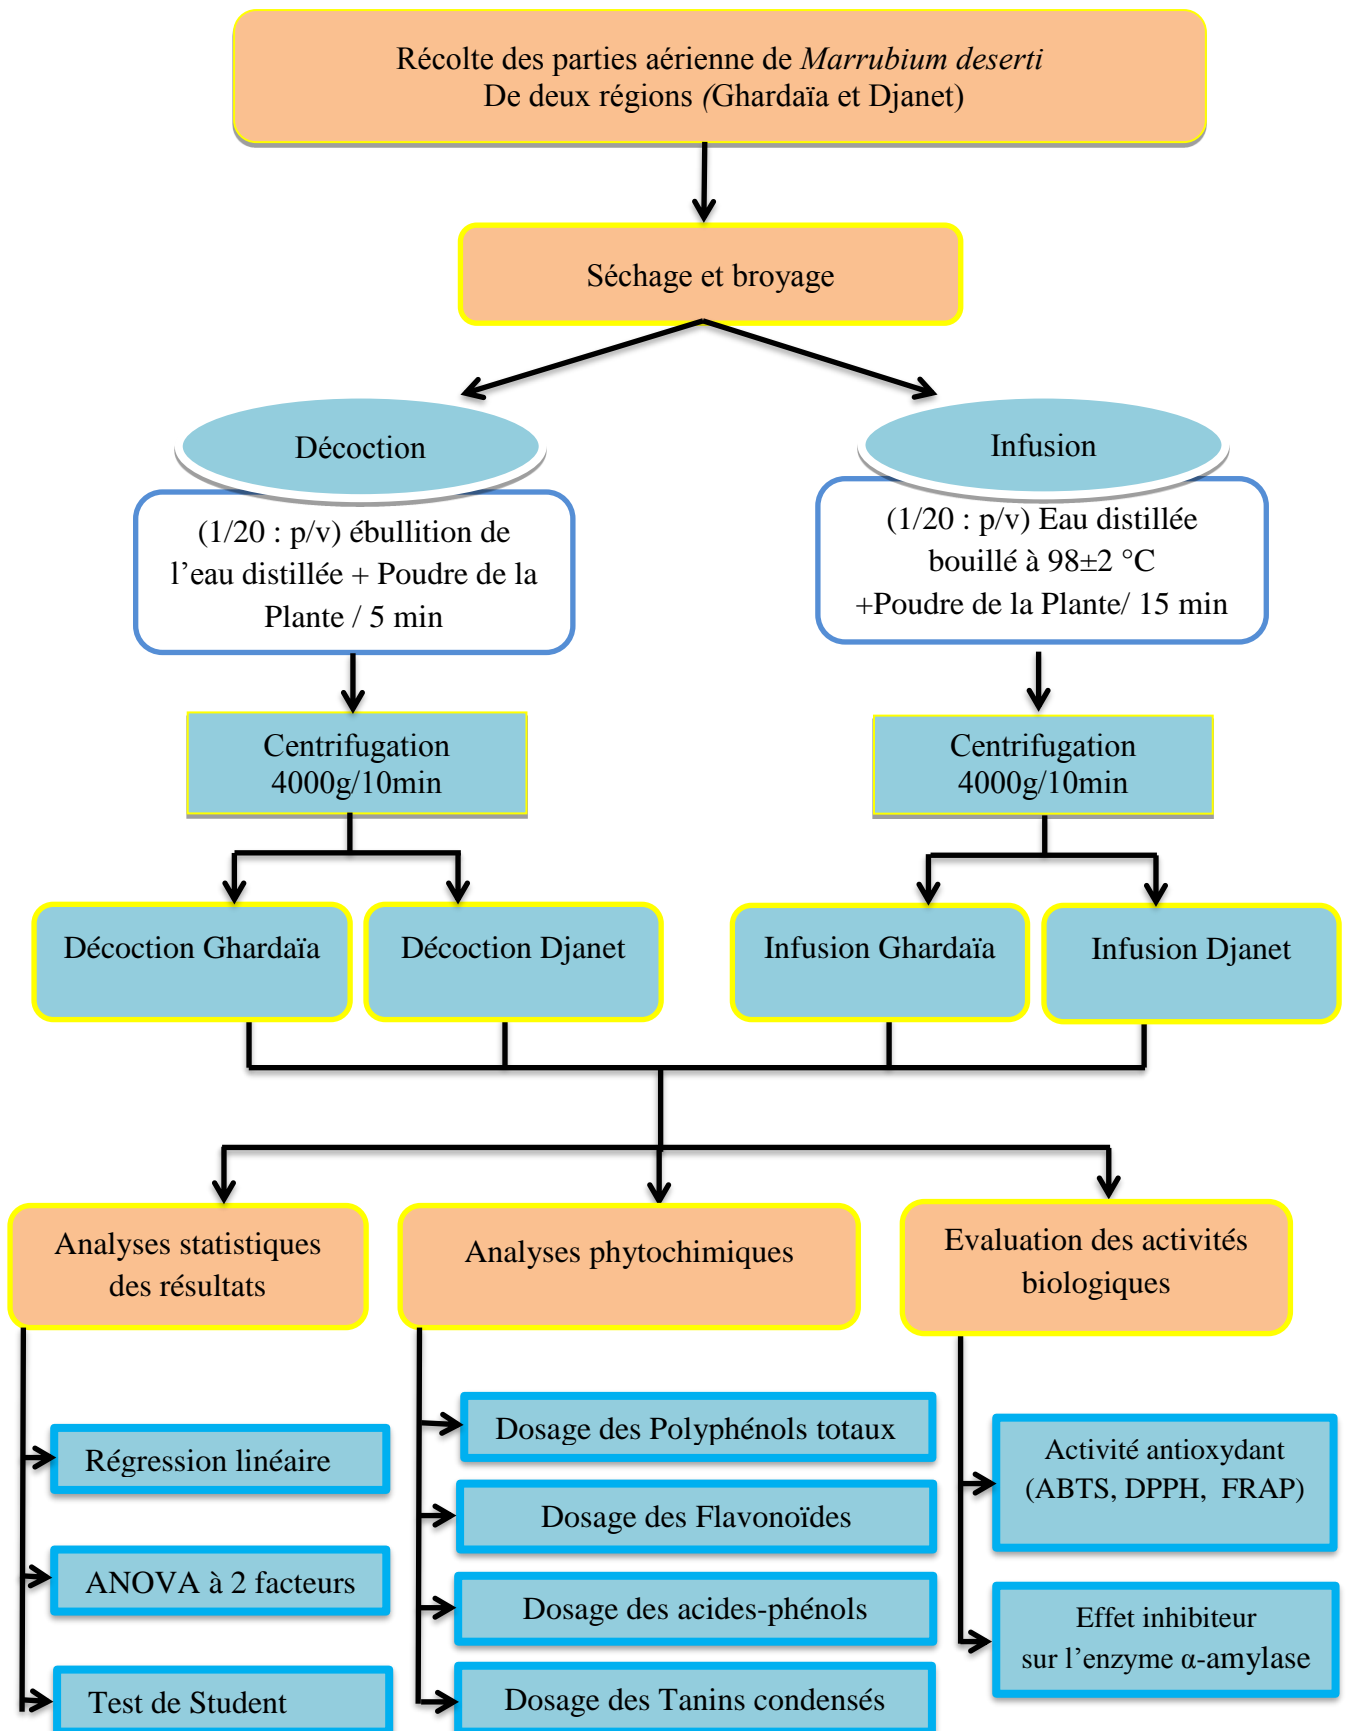 Récolte des parties aérienne de Marrubium deserti
De deux régions (Ghardaïa et Djanet)
Séchage et broyage
Décoction
(1/20 : p/v) ébullition de
l’eau distillée + Poudre de la
Plante / 5 min
Infusion
(1/20 : p/v) Eau distillée
bouillé à 98±2 °C
+Poudre de la Plante/ 15 min
Centrifugation
4000g/10min
Centrifugation
4000g/10min
Décoction Ghardaïa
Décoction Djanet
Infusion Ghardaïa
Infusion Djanet
Analyses statistiques
des résultats
Analyses phytochimiques
Evaluation des activités
biologiques
Régression linéaire
ANOVA à 2 facteurs
Test de Student
Dosage des Polyphénols totaux
Dosage des Flavonoïdes
Dosage des acides-phénols
Dosage des Tanins condensés
Activité antioxydant
(ABTS, DPPH, FRAP)
Effet inhibiteur
sur l’enzyme α-amylase